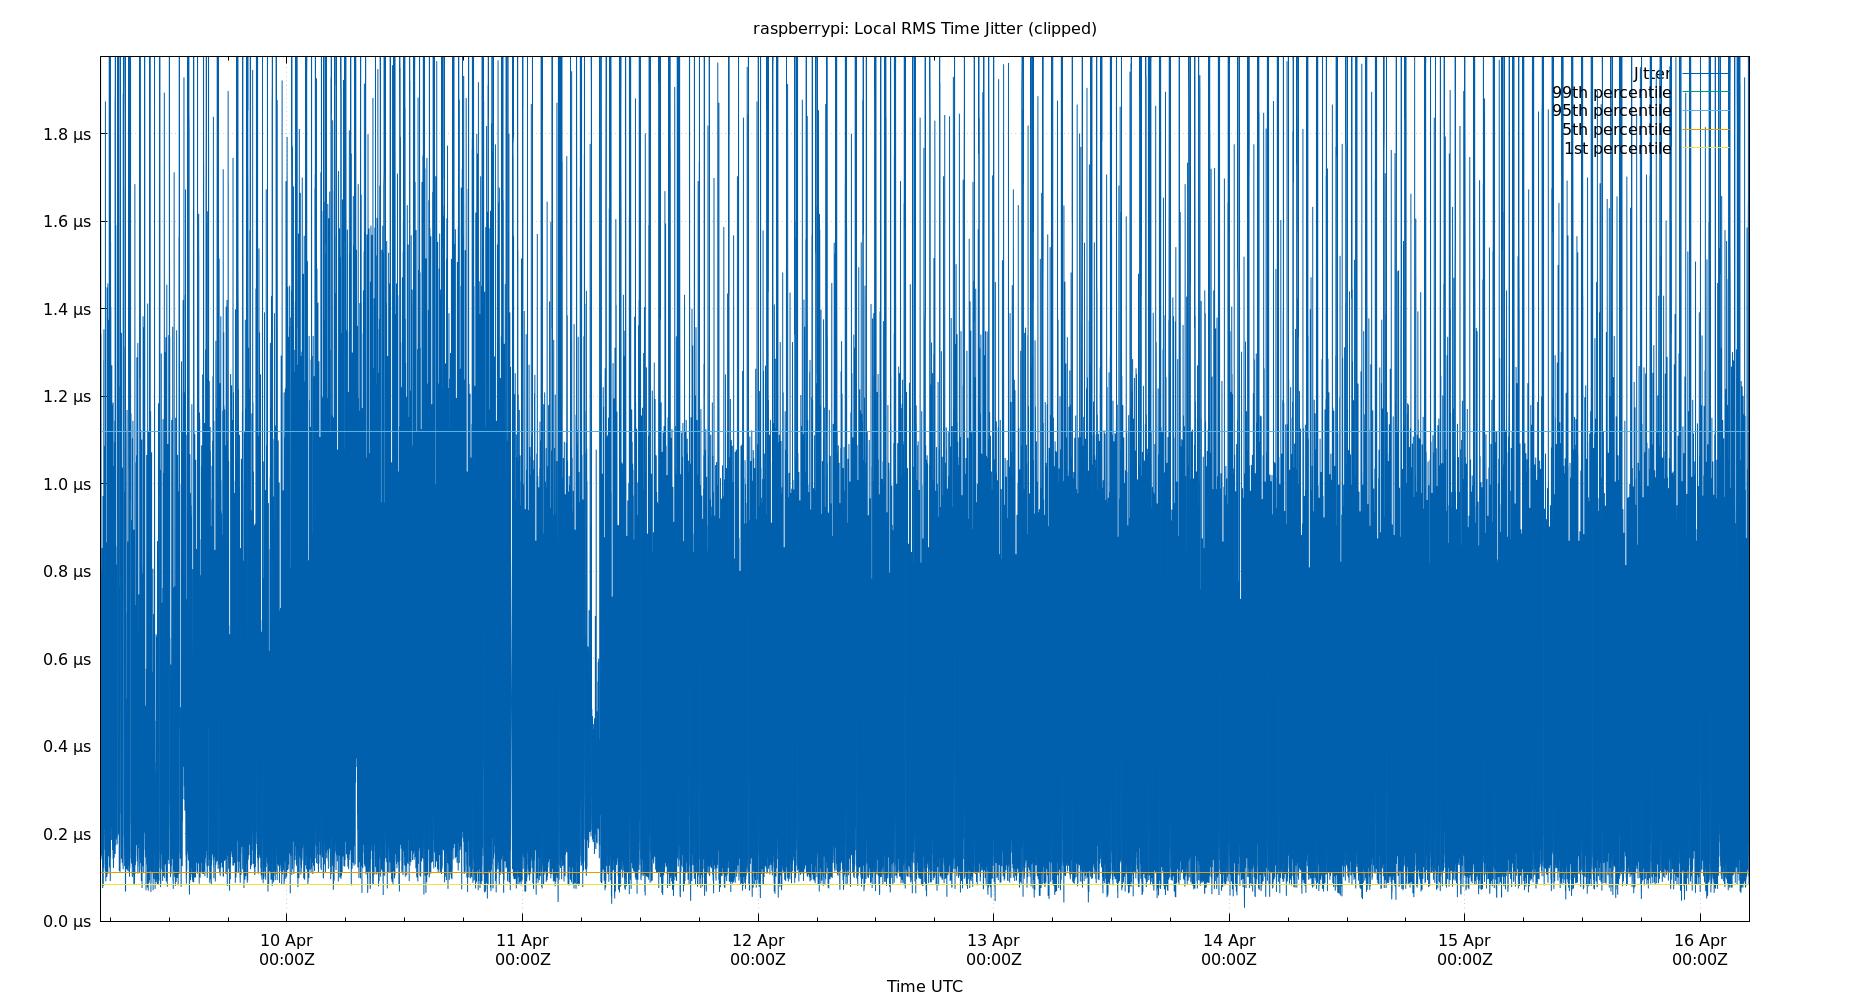 raspberrypi: Local RMS Time Jitter (clipped)
Jitter
99th percentile
95th percentile
5th percentile
1st percentile
1.8 µs
1.6 µs
1.4 µs
1.2 µs
1.0 µs
0.8 µs
0.6 µs
0.4 µs
0.2 µs
0.0 µs
10 Apr 11 Apr 12 Apr 13 Apr 14 Apr 15 Apr 16 Apr
00:00Z 00:00Z 00:00Z 00:00Z 00:00Z 00:00Z 00:00Z
Time UTC